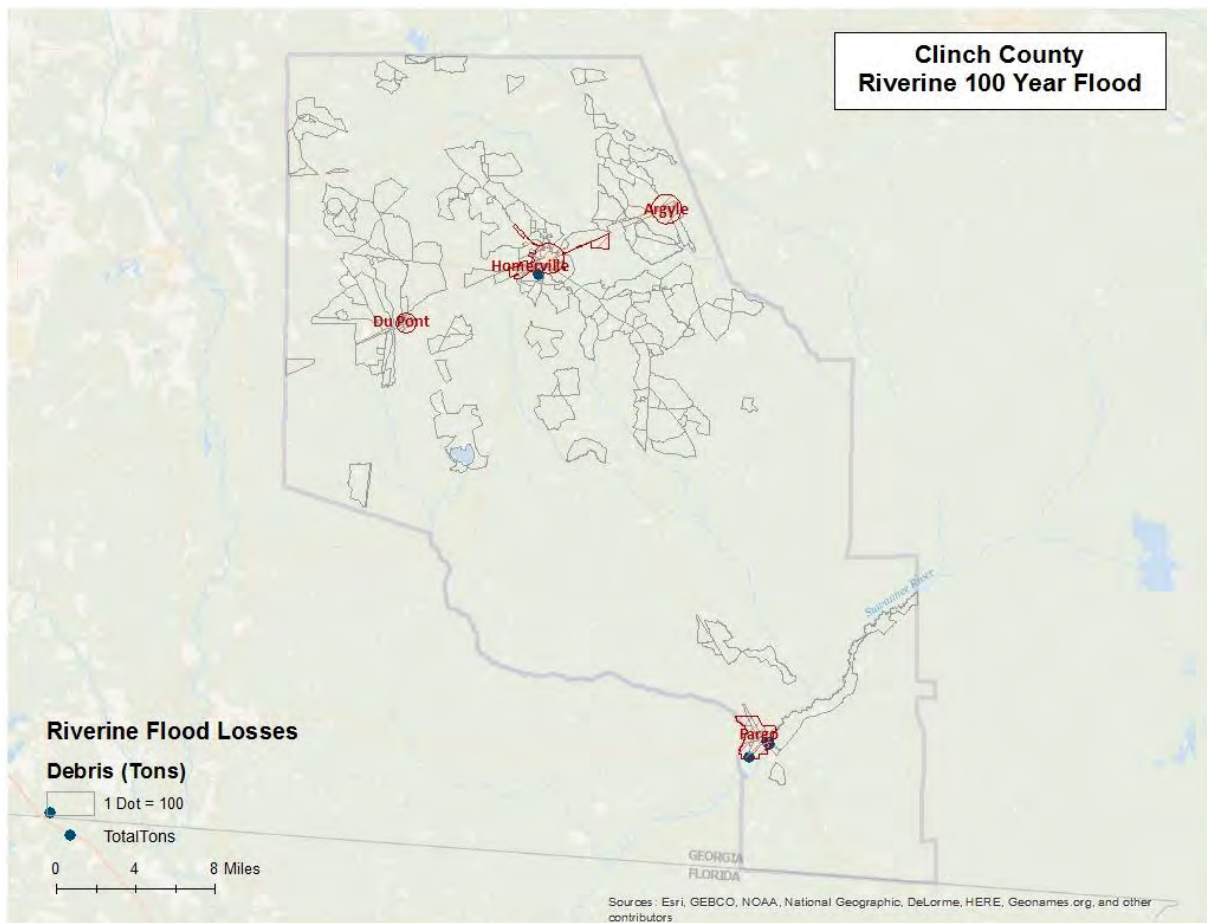 Clinch County
Riverine 100 Year Flood
Argyle
Homerville
Du Pont
Suwannee River
Fargo
Riverine Flood Losses
Debris (Tons)
1 Dot = 100
TotalTons
0 4 8 Miles
GEORGIA
FLORIDA
Sources: Esri, GEBCO, NOAA, National Geographic, DeLorme, HERE, Geonames.org, and other
contributors